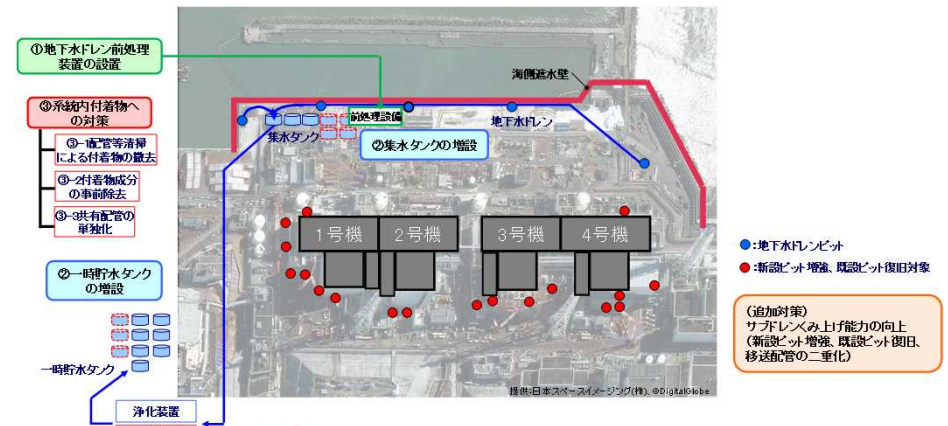 ①地下水ドレン前処理
装置の設置
海側遮水壁
③系統内付着物へ
の対策
前処理設備
地下水ドレン
集水タンク
②集水タンクの増設
③-1配管等清掃
による付着物の撤去
③-2付着物成分
の事前除去
③-3共有配管の
単独化
1号機
2号機
3号機
4号機
●:地下水ドレンピット
●:新設ピット増強、既設ピット復旧対象
②一時貯水タンク
の増設
(追加対策)
サブドレンくみ上げ能力の向上
(新設ピット増強、既設ピット復旧、
移送配管の二重化)
一時貯水タンク
提供:日本スペースイメージング(株)、©DigitalGlobe
浄化装置